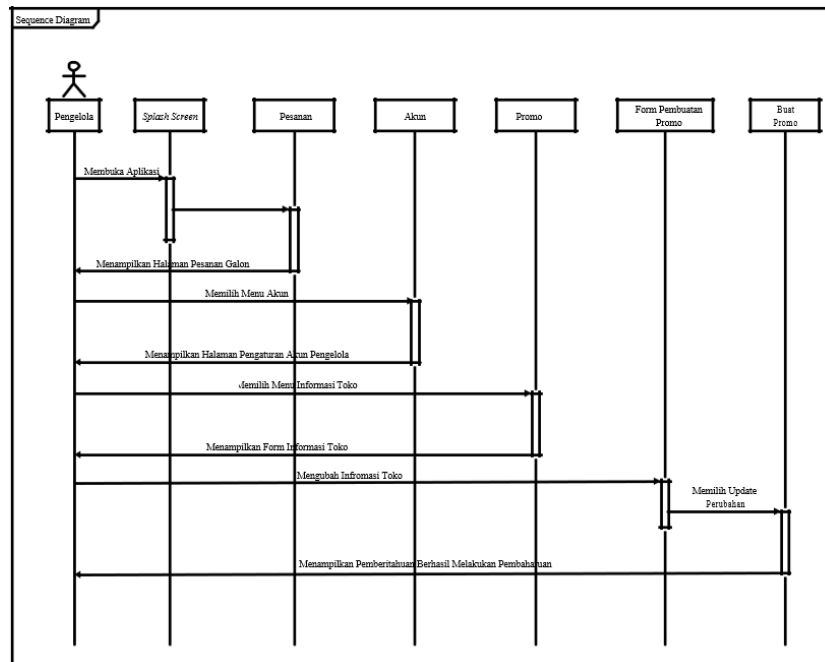 Sequence Diagram
Pengelola
Splash Screen
Pesanan
Akun
Promo
Form Pembuatan
Promo
Buat
Promo
Membuka Aplikasi
Menampilkan Halaman Pesanan Galon
Memilih Menu Akun
Menampilkan Halaman Pengaturan Akun Pengelola
Memilih Menu Informasi Toko
Menampilkan Form Informasi Toko
Mengubah Infromasi Toko
Memilih Update
Perubahan
Menampilkan Pemberitahuan Berhasil Melakukan Pembaharuan